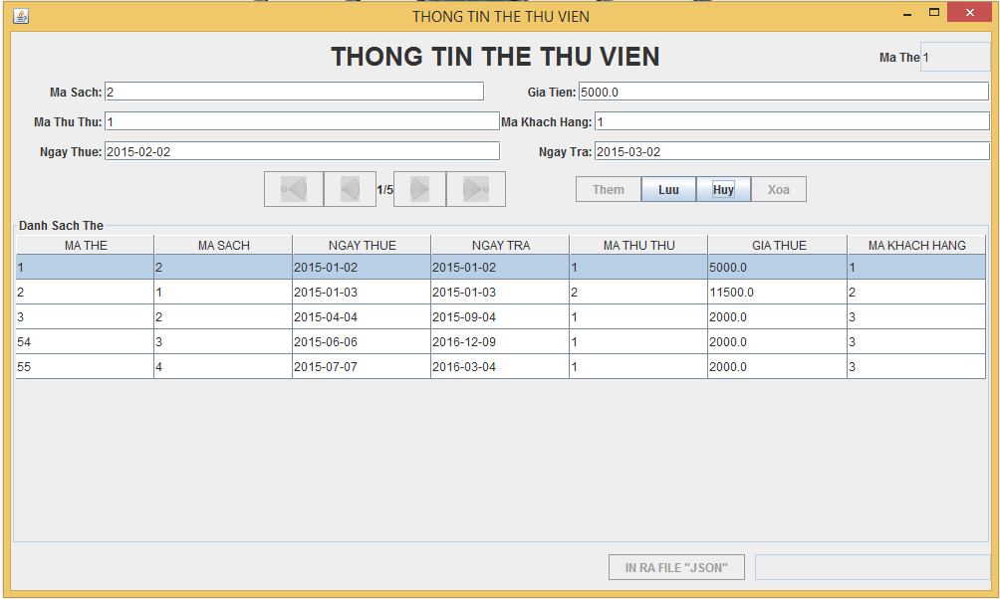 THONG TIN THE THU VIEN
THONG TIN THE THU VIEN
Ma The 1
Ma Sach: 2 Gia Tien: 5000.0
Ma Thu Thu: 1 Ma Khach Hang: 1
Ngay Thue: 2015-02-02 Ngay Tra: 2015-03-02
1/5 Them Luu Huy Xoa
Danh Sach The
MA THE MA SACH NGAY THUE NGAY TRA MA THU THU GIA THUE MA KHACH HANG
1 2 2015-01-02 2015-01-02 1 5000.0 1
2 1 2015-01-03 2015-01-03 2 11500.0 2
3 2 2015-04-04 2015-09-04 1 2000.0 3
54 3 2015-06-06 2016-12-09 1 2000.0 3
55 4 2015-07-07 2016-03-04 1 2000.0 3
IN RA FILE "JSON"